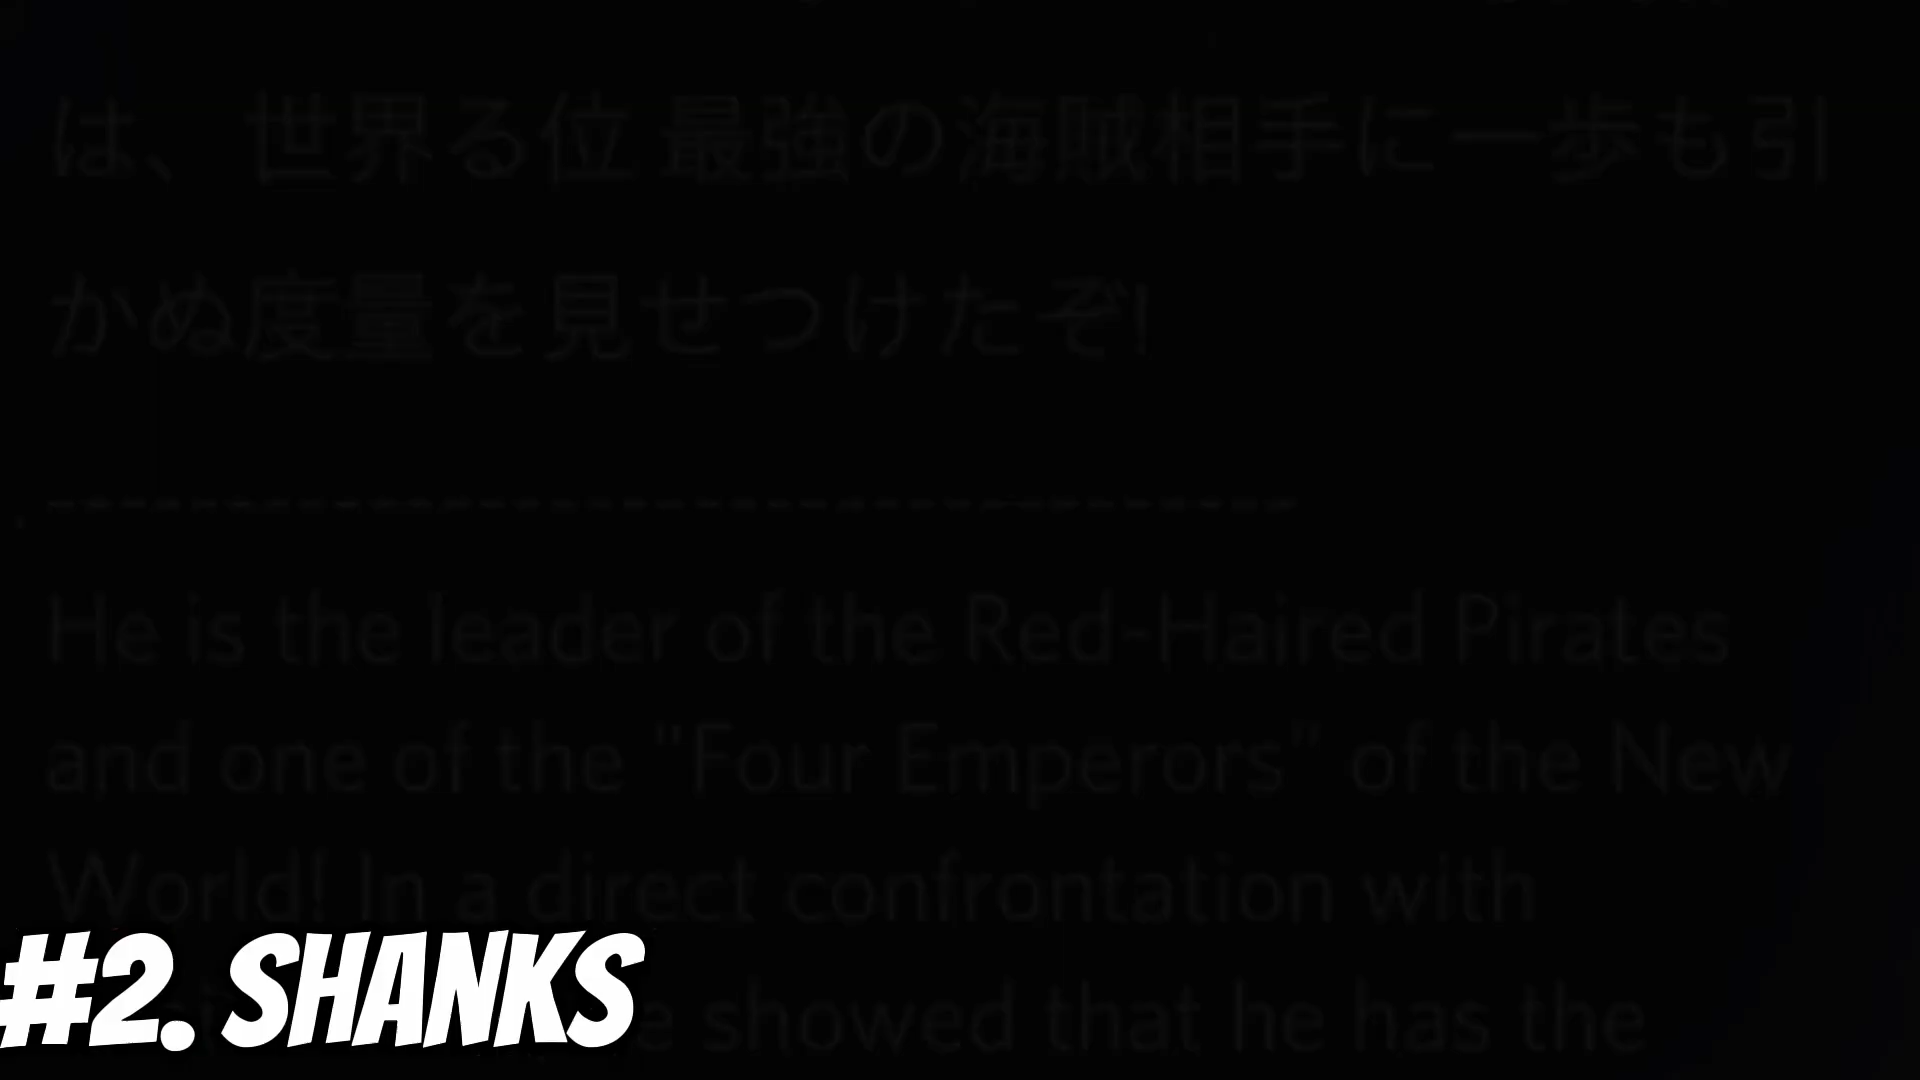 は、世界る位 最強の海賊相手に一歩も引
かぬ度量を見せつけたぞ!
----------------------------------
He is the leader of the Red-Haired Pirates
and one of the "Four Emperors" of the New
World! In a direct confrontation with
showed that he has the
#2. SHANKS